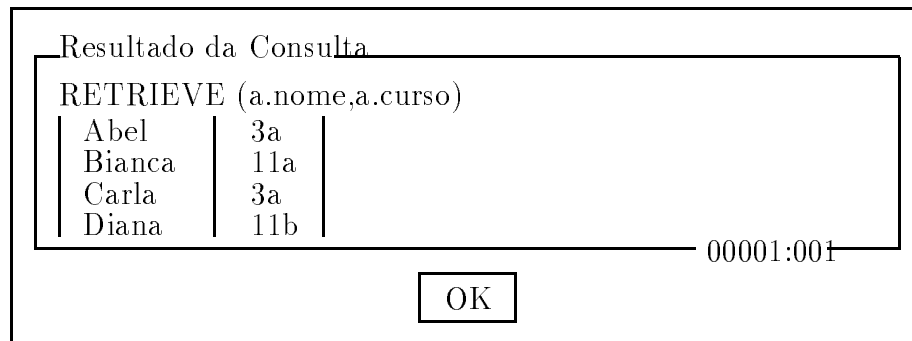 Resultado da Consulta
RETRIEVE (a.nome,a.curso)
Abel 3a
Bianca 11a
Carla 3a
Diana 11b
00001:001
OK